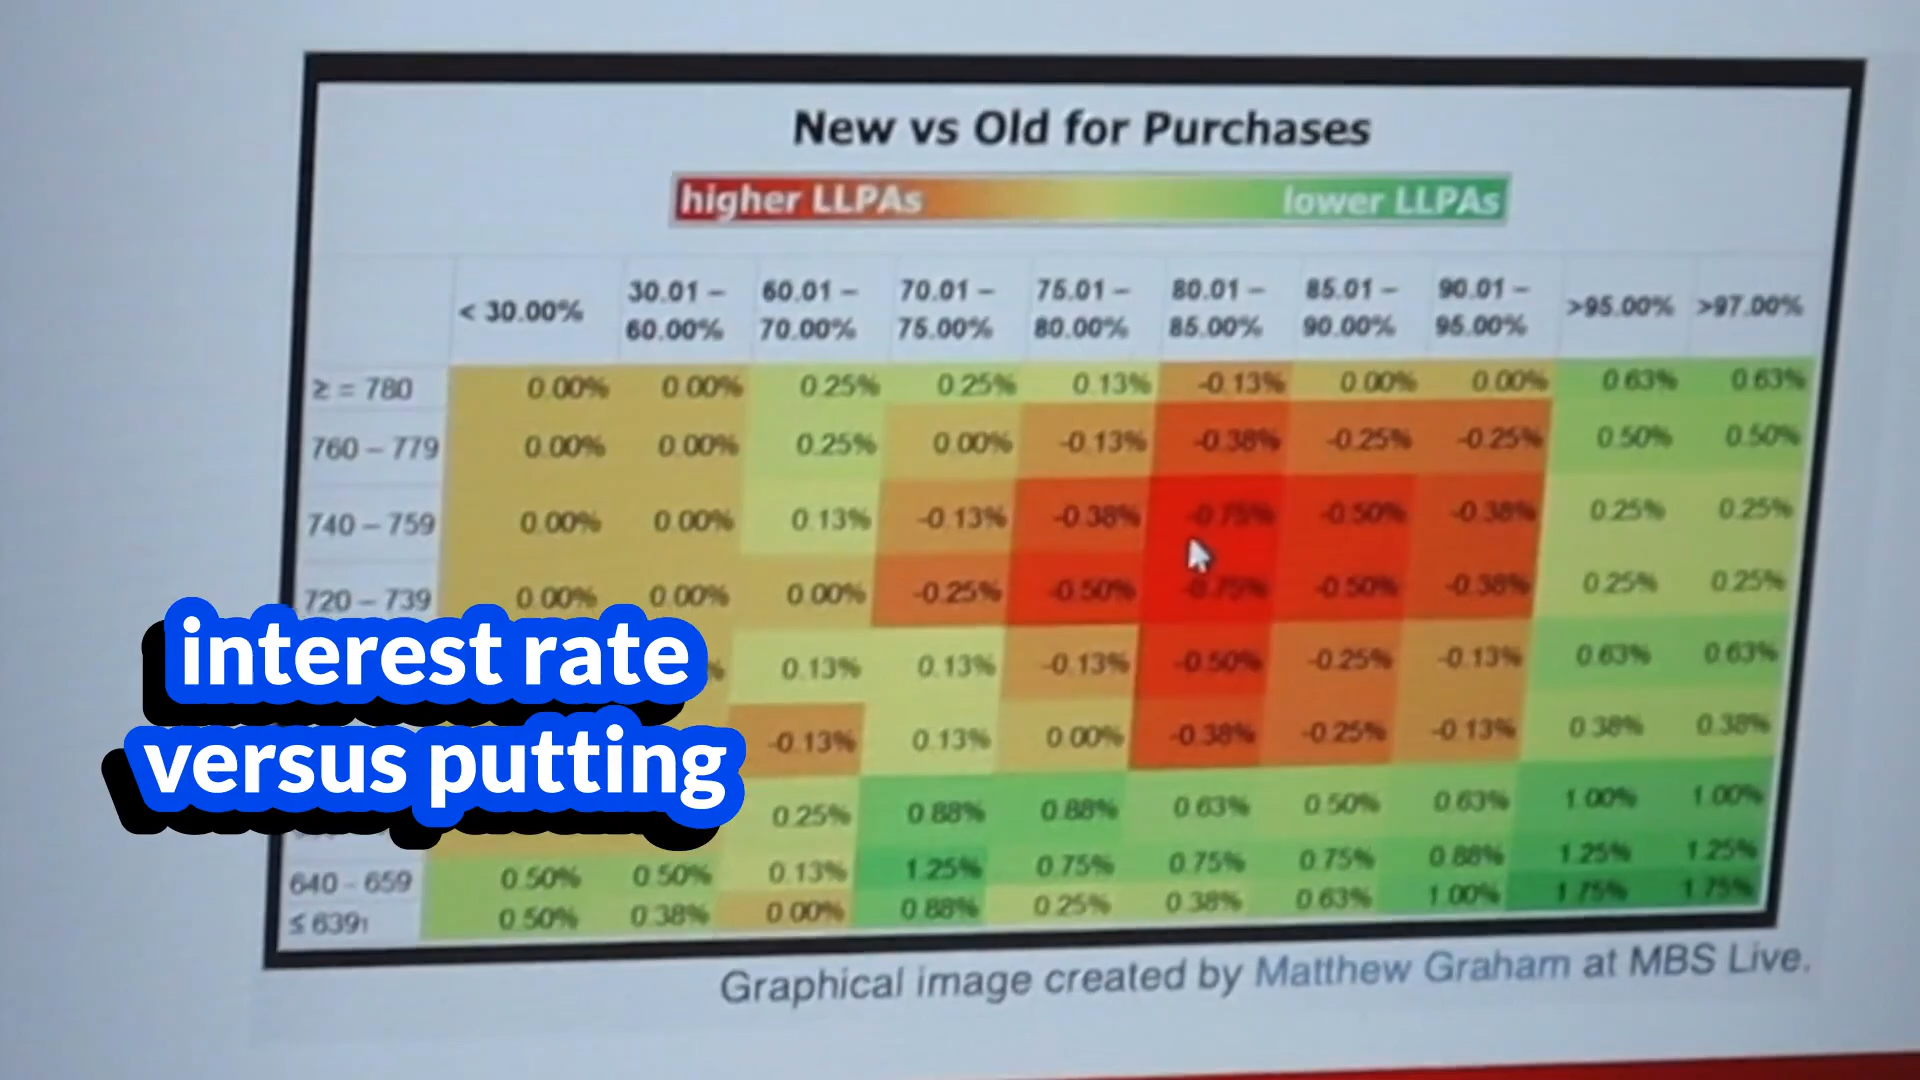 New vs Old for Purchases
higher LLPAs lower LLPAs
< 30.00% 30.01 – 60.00% 60.01 – 70.00% 70.01 – 75.00% 75.01 – 80.00% 80.01 – 85.00% 85.01 – 90.00% 90.01 – 95.00% >95.00% >97.00%
≥ = 780 0.00% 0.00% 0.25% 0.25% 0.13% -0.13% 0.00% 0.00% 0.63% 0.63%
760 – 779 0.00% 0.00% 0.25% 0.00% -0.13% -0.38% -0.25% -0.25% 0.50% 0.50%
740 – 759 0.00% 0.00% 0.13% -0.13% -0.38% -0.75% -0.50% -0.38% 0.25% 0.25%
720 – 739 0.00% 0.00% 0.00% -0.25% -0.50% -0.75% -0.50% -0.38% 0.25% 0.25%
0.13% 0.13% -0.13% -0.50% -0.25% -0.13% 0.63% 0.63%
-0.13% 0.13% 0.00% -0.38% -0.25% -0.13% 0.38% 0.38%
0.25% 0.88% 0.88% 0.63% 0.50% 0.63% 1.00% 1.00%
640 - 659 0.50% 0.50% 0.13% 1.25% 0.75% 0.75% 0.75% 0.88% 1.25% 1.25%
≤ 639₁ 0.50% 0.38% 0.00% 0.88% 0.25% 0.38% 0.63% 1.00% 1.75% 1.75%
interest rate
versus putting
Graphical image created by Matthew Graham at MBS Live.